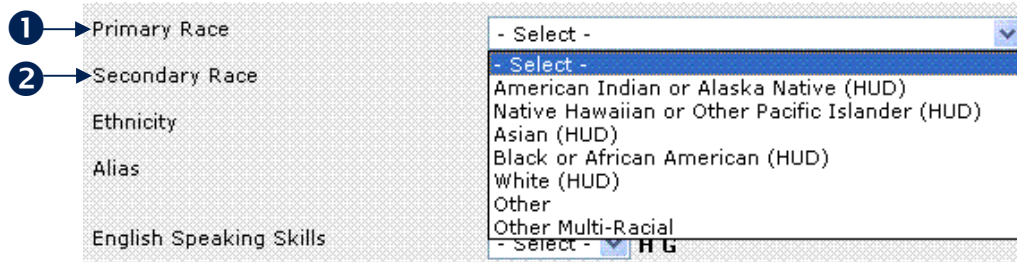 1 Primary Race - Select -
2 Secondary Race - Select -
American Indian or Alaska Native (HUD)
Native Hawaiian or Other Pacific Islander (HUD)
Ethnicity
Asian (HUD)
Black or African American (HUD)
Alias
White (HUD)
Other
Other Multi-Racial
English Speaking Skills - Select - H G